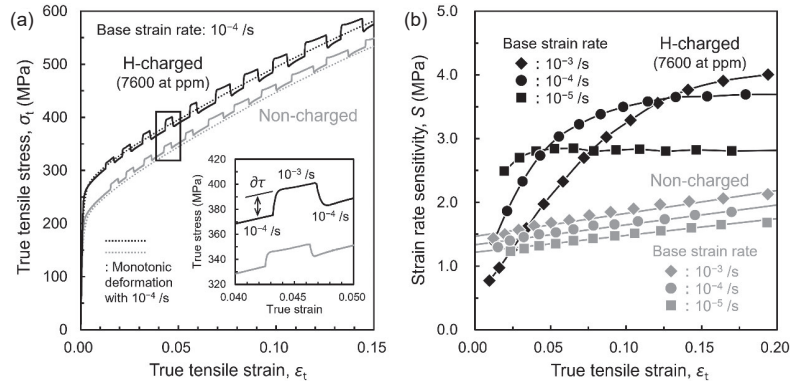 (a)
600
500
400
300
200
100
0
0.00
0.05
0.10
0.15
True tensile stress, σt (MPa)
True tensile strain, εt
Base strain rate: 10⁻⁴ /s
H-charged
(7600 at ppm)
Non-charged
: Monotonic
deformation
with 10⁻⁴ /s
420
400
380
360
340
320
True stress (MPa)
∂τ
10⁻³ /s
10⁻⁴ /s
10⁻⁴ /s
0.040
0.045
0.050
True strain
(b)
5.0
4.0
3.0
2.0
1.0
0.0
0.00
0.05
0.10
0.15
0.20
Strain rate sensitivity, S (MPa)
True tensile strain, εt
Base strain rate
: 10⁻³ /s
: 10⁻⁴ /s
: 10⁻⁵ /s
H-charged
(7600 at ppm)
Non-charged
Base strain rate
: 10⁻³ /s
: 10⁻⁴ /s
: 10⁻⁵ /s